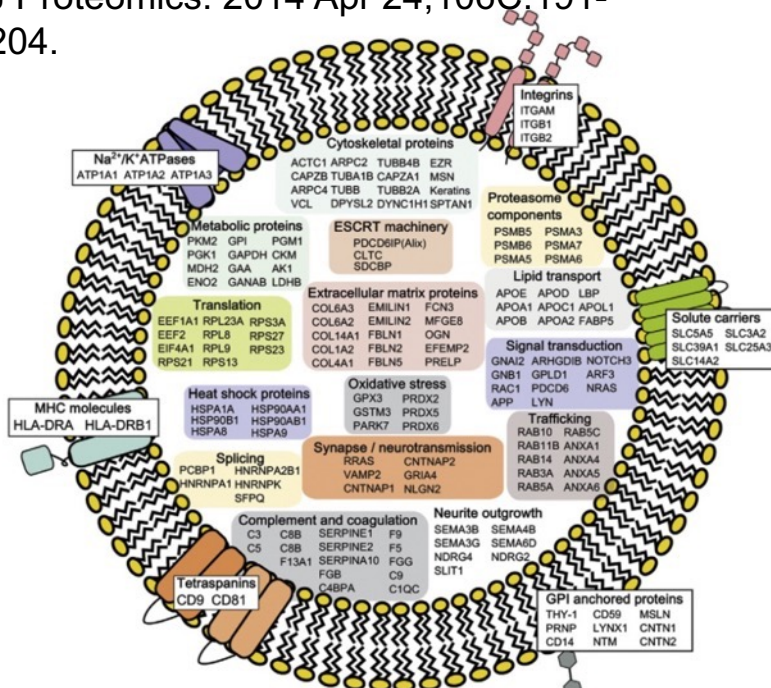 Proteomics. 2014 Apr 24;106C:191-
204.
Integrins
ITGAM
ITGB1
ITGB2
Na²⁺/K⁺ATPases
ATP1A1 ATP1A2 ATP1A3
Cytoskeletal proteins
ACTC1 ARPC2 TUBB4B EZR
CAPZB TUBA1B CAPZA1 MSN
ARPC4 TUBB TUBB2A Keratins
VCL DPYSL2 DYNC1H1 SPTAN1
Proteasome
components
PSMB5 PSMA3
PSMB6 PSMA7
PSMA5 PSMA6
Metabolic proteins
PKM2 GPI PGM1
PGK1 GAPDH CKM
MDH2 GAA AK1
ENO2 GANAB LDHB
ESCRT machinery
PDCD6IP(Alix)
CLTC
SDCBP
Lipid transport
APOE APOD LBP
APOA1 APOC1 APOL1
APOB APOA2 FABP5
Translation
EEF1A1 RPL23A RPS3A
EEF2 RPL8 RPS27
EIF4A1 RPL9 RPS23
RPS21 RPS13
Extracellular matrix proteins
COL6A3 EMILIN1 FCN3
COL6A2 EMILIN2 MFGE8
COL14A1 FBLN1 OGN
COL1A2 FBLN2 EFEMP2
COL4A1 FBLN5 PRELP
Solute carriers
SLC5A5 SLC3A2
SLC39A1 SLC25A3
SLC14A2
Signal transduction
GNAI2 ARHGDIB NOTCH3
GNB1 GPLD1 ARF3
RAC1 PDCD6 NRAS
APP LYN
MHC molecules
HLA-DRA HLA-DRB1
Heat shock proteins
HSPA1A HSP90AA1
HSP90B1 HSP90AB1
HSPA8 HSPA9
Oxidative stress
GPX3 PRDX2
GSTM3 PRDX5
PARK7 PRDX6
Trafficking
RAB10 RAB5C
RAB11B ANXA1
RAB14 ANXA4
RAB3A ANXA5
RAB5A ANXA6
Splicing
PCBP1 HNRNPA2B1
HNRNPA1 HNRNPK
SFPQ
Synapse / neurotransmission
RRAS CNTNAP2
VAMP2 GRIA4
CNTNAP1 NLGN2
Complement and coagulation
C3 C8B SERPINE1 F9
C5 C8B SERPINE2 F5
F13A1 SERPINA10 FGG
FGB C9
C4BPA C1QC
Neurite outgrowth
SEMA3B SEMA4B
SEMA3G SEMA6D
NDRG4 NDRG2
SLIT1
Tetraspanins
CD9 CD81
GPI anchored proteins
THY-1 CD59 MSLN
PRNP LYNX1 CNTN1
CD14 NTM CNTN2